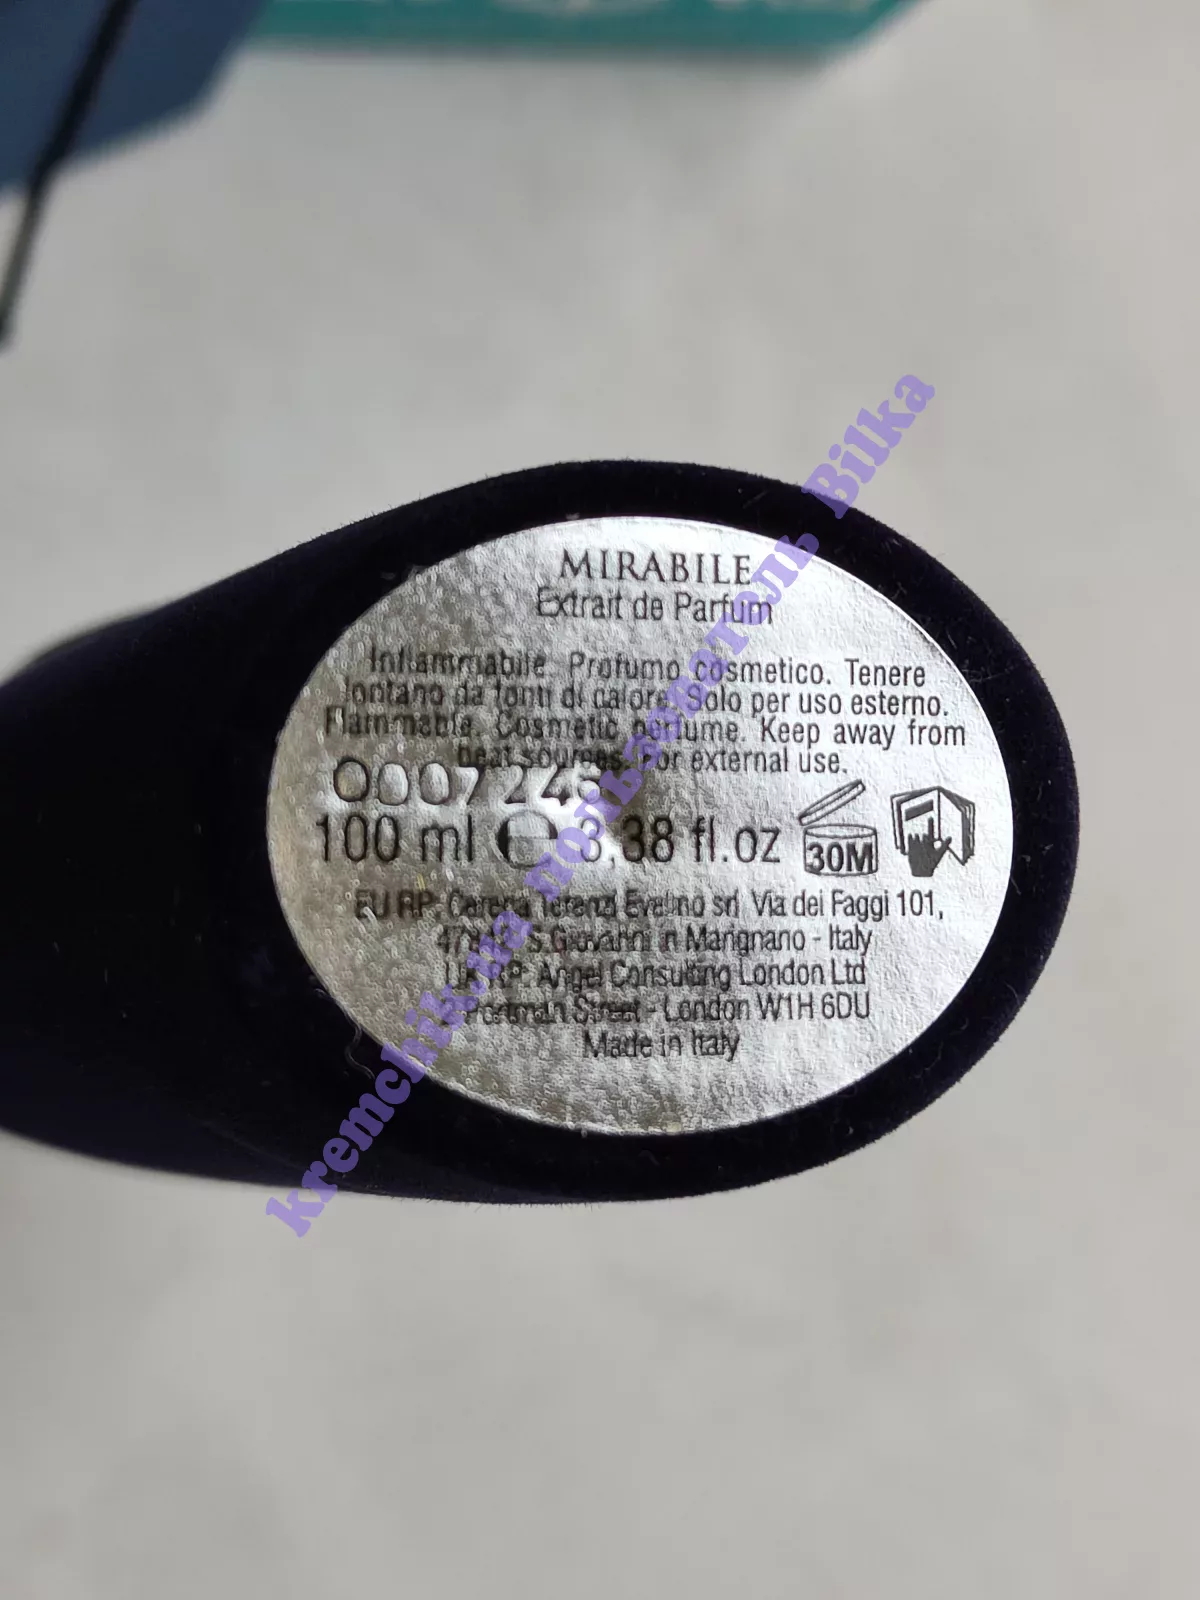 MIRABILE
Extrait de Parfum
Infiammabile. Profumo cosmetico. Tenere
lontano da fonti di calore. Solo per uso esterno.
Flammable. Cosmetic perfume. Keep away from
heat sources. For external use.
0007246
100 ml ℮ 3.38 fl.oz
30M
EU RP: Terenzi Evelino srl Via dei Faggi 101,
S.Giovanni in Marignano - Italy
UK RP: Angel Consulting London Ltd
Portman Street - London W1H 6DU
Made in Italy
kremchik.ua пользователь Bilka